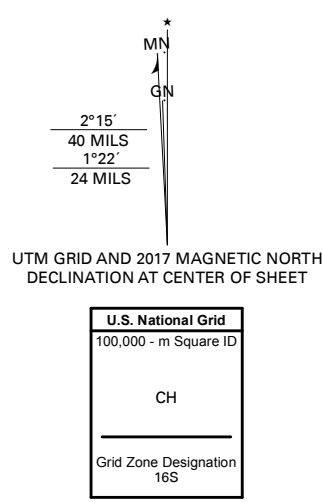 MN
GN
2°15´
40 MILS
1°22´
24 MILS
UTM GRID AND 2017 MAGNETIC NORTH
DECLINATION AT CENTER OF SHEET
U.S. National Grid
100,000 - m Square ID
CH
Grid Zone Designation
16S